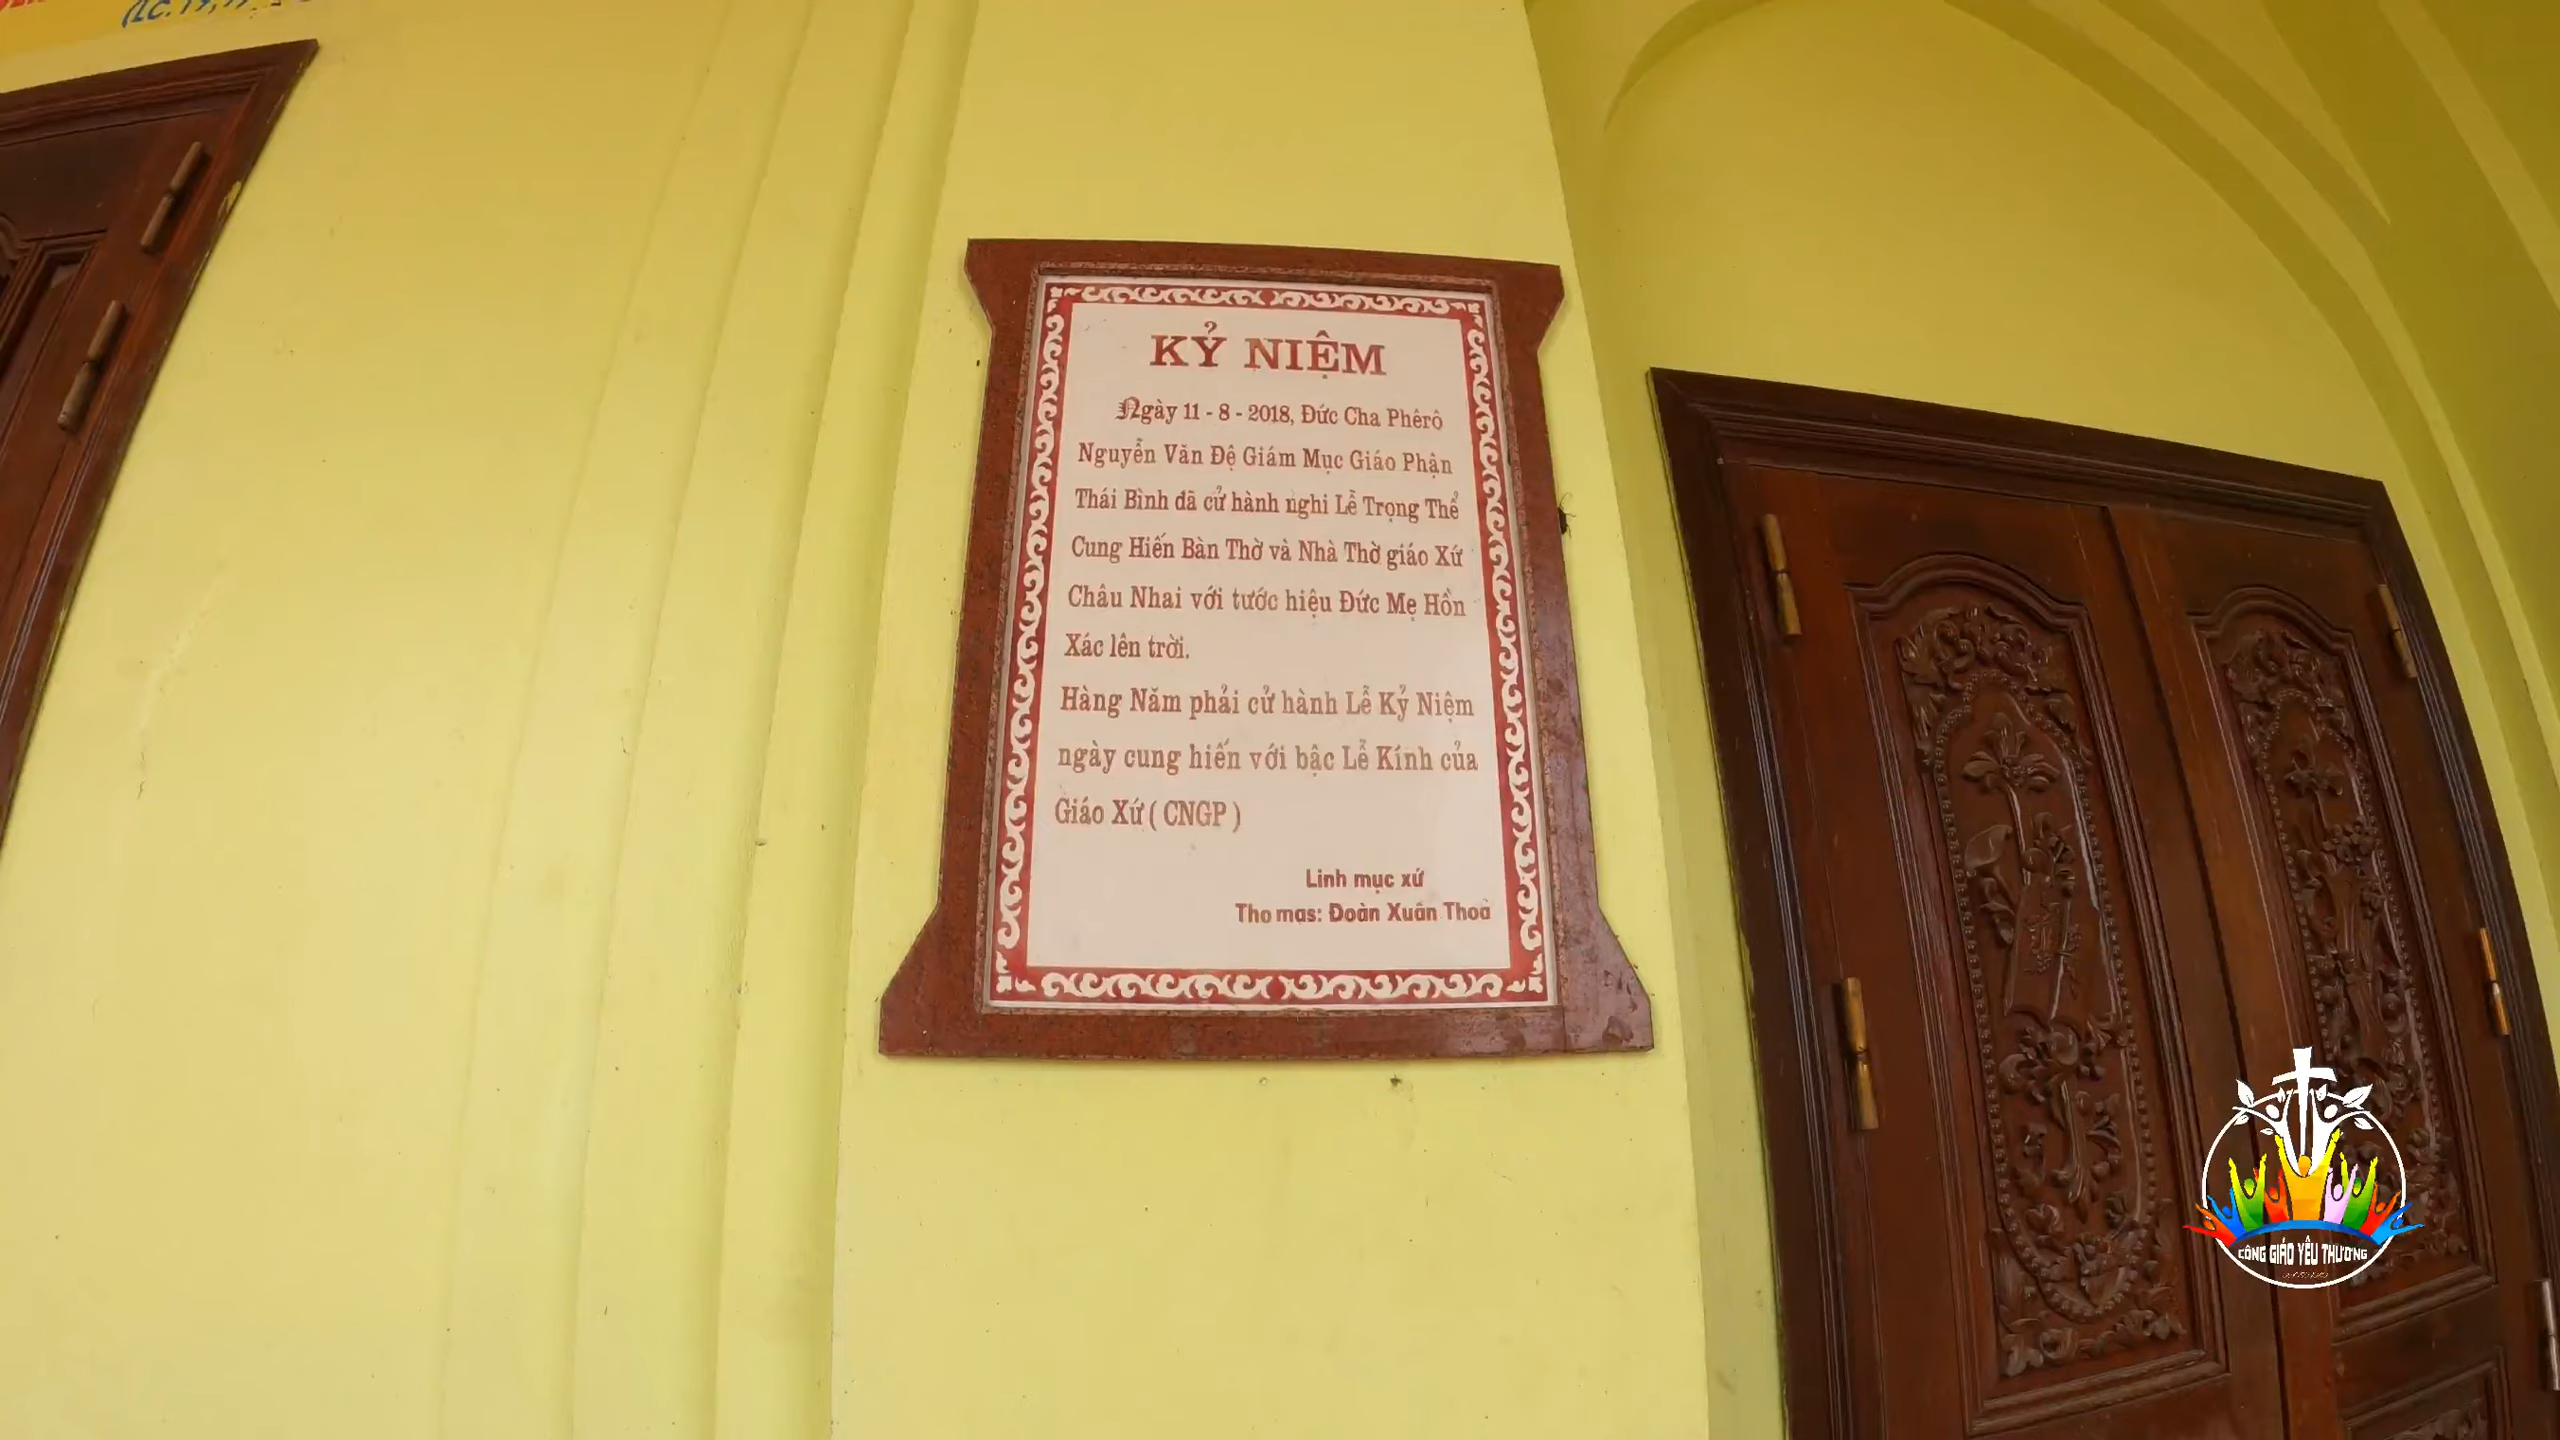 KỶ NIỆM
Ngày 11 - 8 - 2018, Đức Cha Phêrô
Nguyễn Văn Đệ Giám Mục Giáo Phận
Thái Bình đã cử hành nghi Lễ Trọng Thể
Cung Hiến Bàn Thờ và Nhà Thờ giáo Xứ
Châu Nhai với tước hiệu Đức Mẹ Hồn
Xác lên trời.
Hàng Năm phải cử hành Lễ Kỷ Niệm
ngày cung hiến với bậc Lễ Kính của
Giáo Xứ ( CNGP )
Linh mục xứ
Thomas: Đoàn Xuân Thoả
CÔNG GIÁO YÊU THƯƠNG